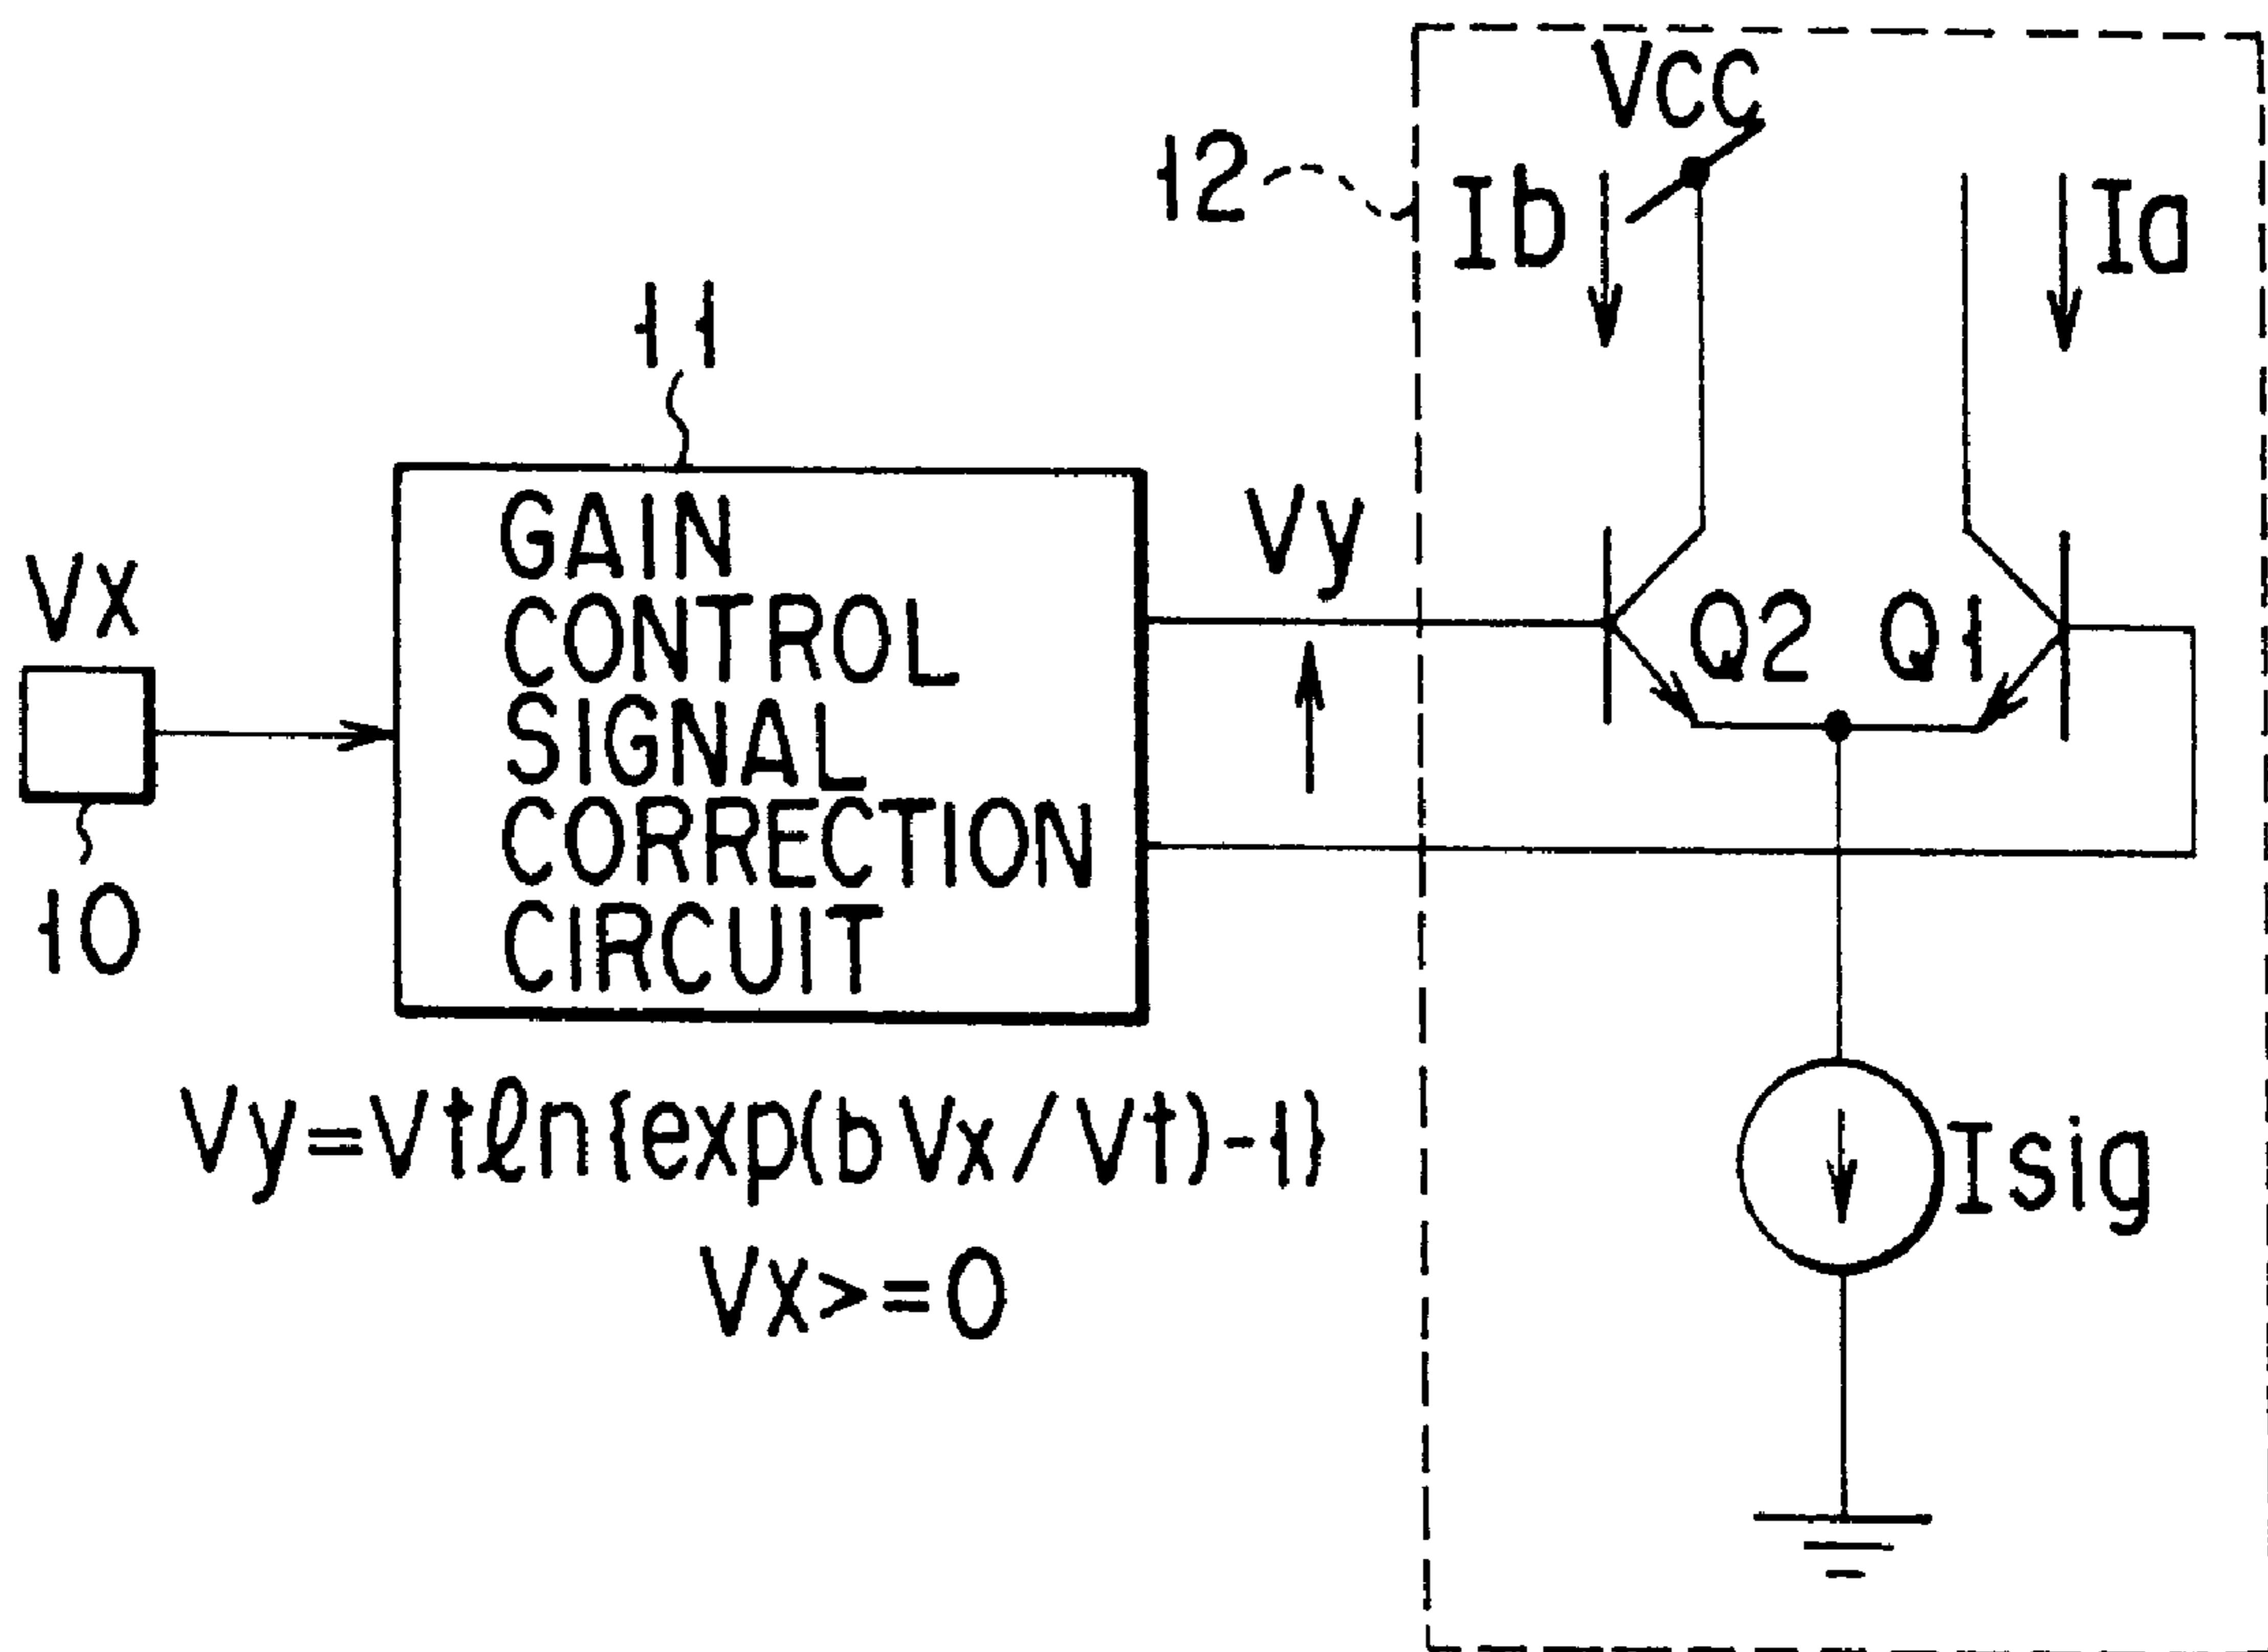 VCC
12
Ib
Ia
11
Vy
VX
GAIN
CONTROL
SIGNAL
CORRECTION
CIRCUIT
Q2
Q1
10
Vy=Vtℓn{exp(bVx/Vt)-1}
Vx>=0
Isig